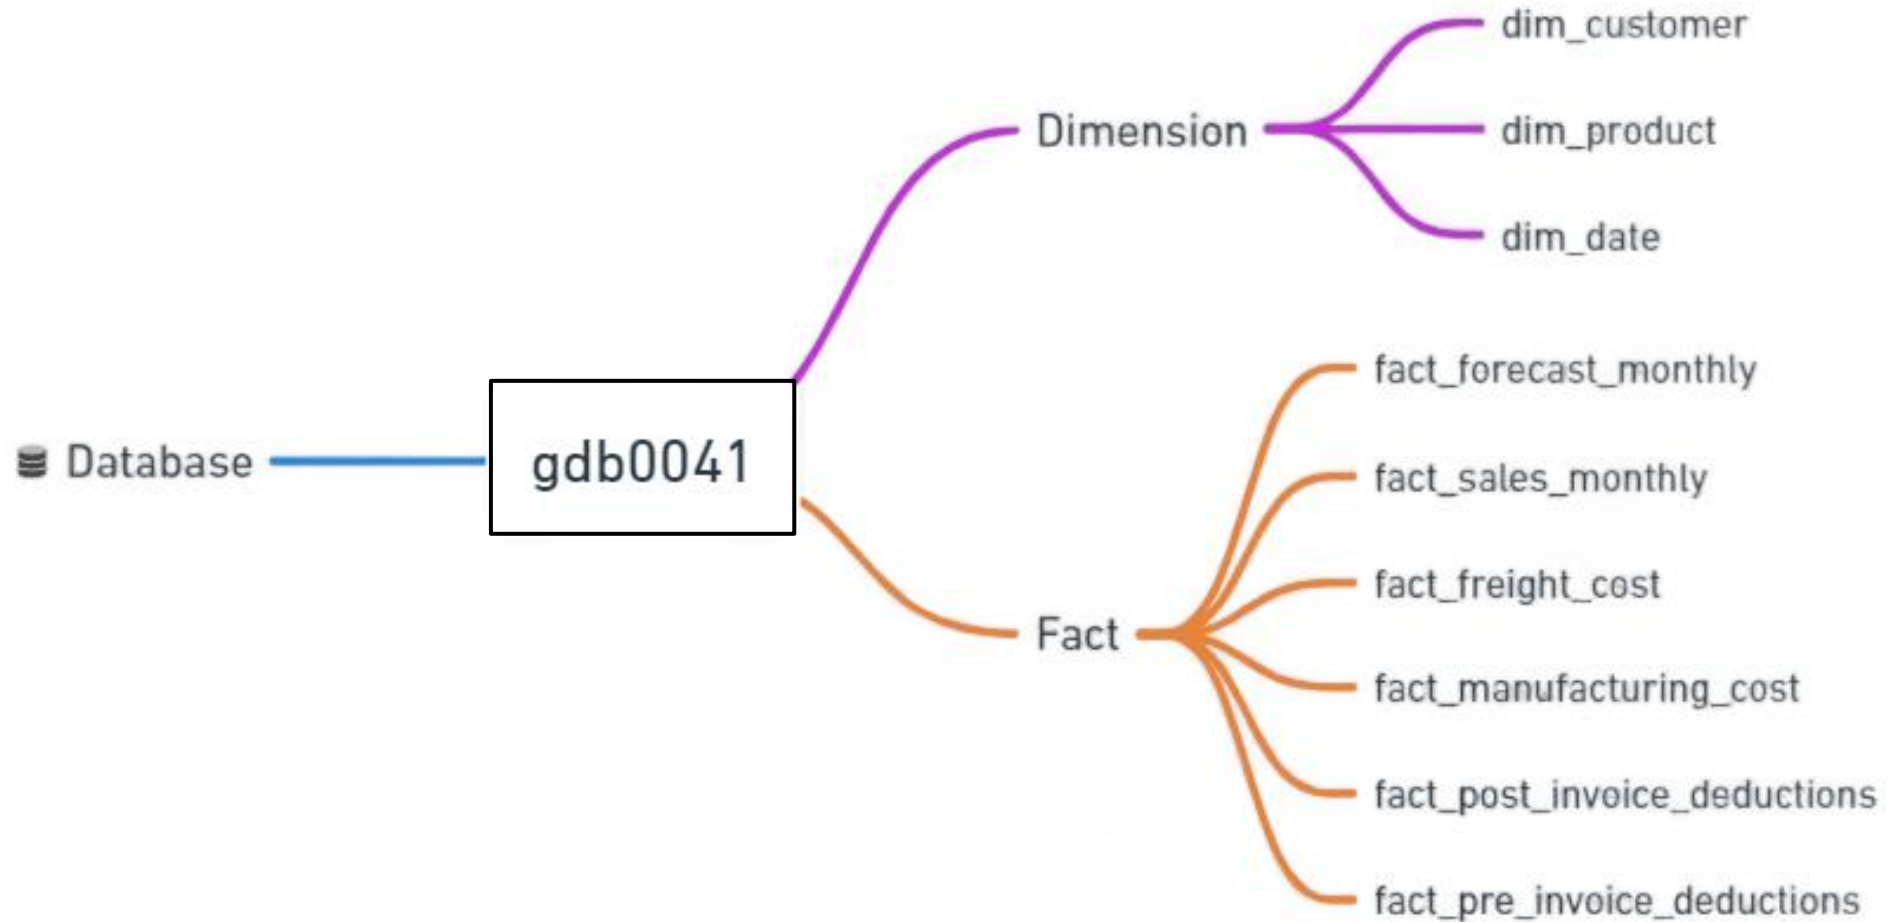 dim_customer
Dimension
dim_product
dim_date
fact_forecast_monthly
Database
gdb0041
fact_sales_monthly
fact_freight_cost
Fact
fact_manufacturing_cost
fact_post_invoice_deductions
fact_pre_invoice_deductions